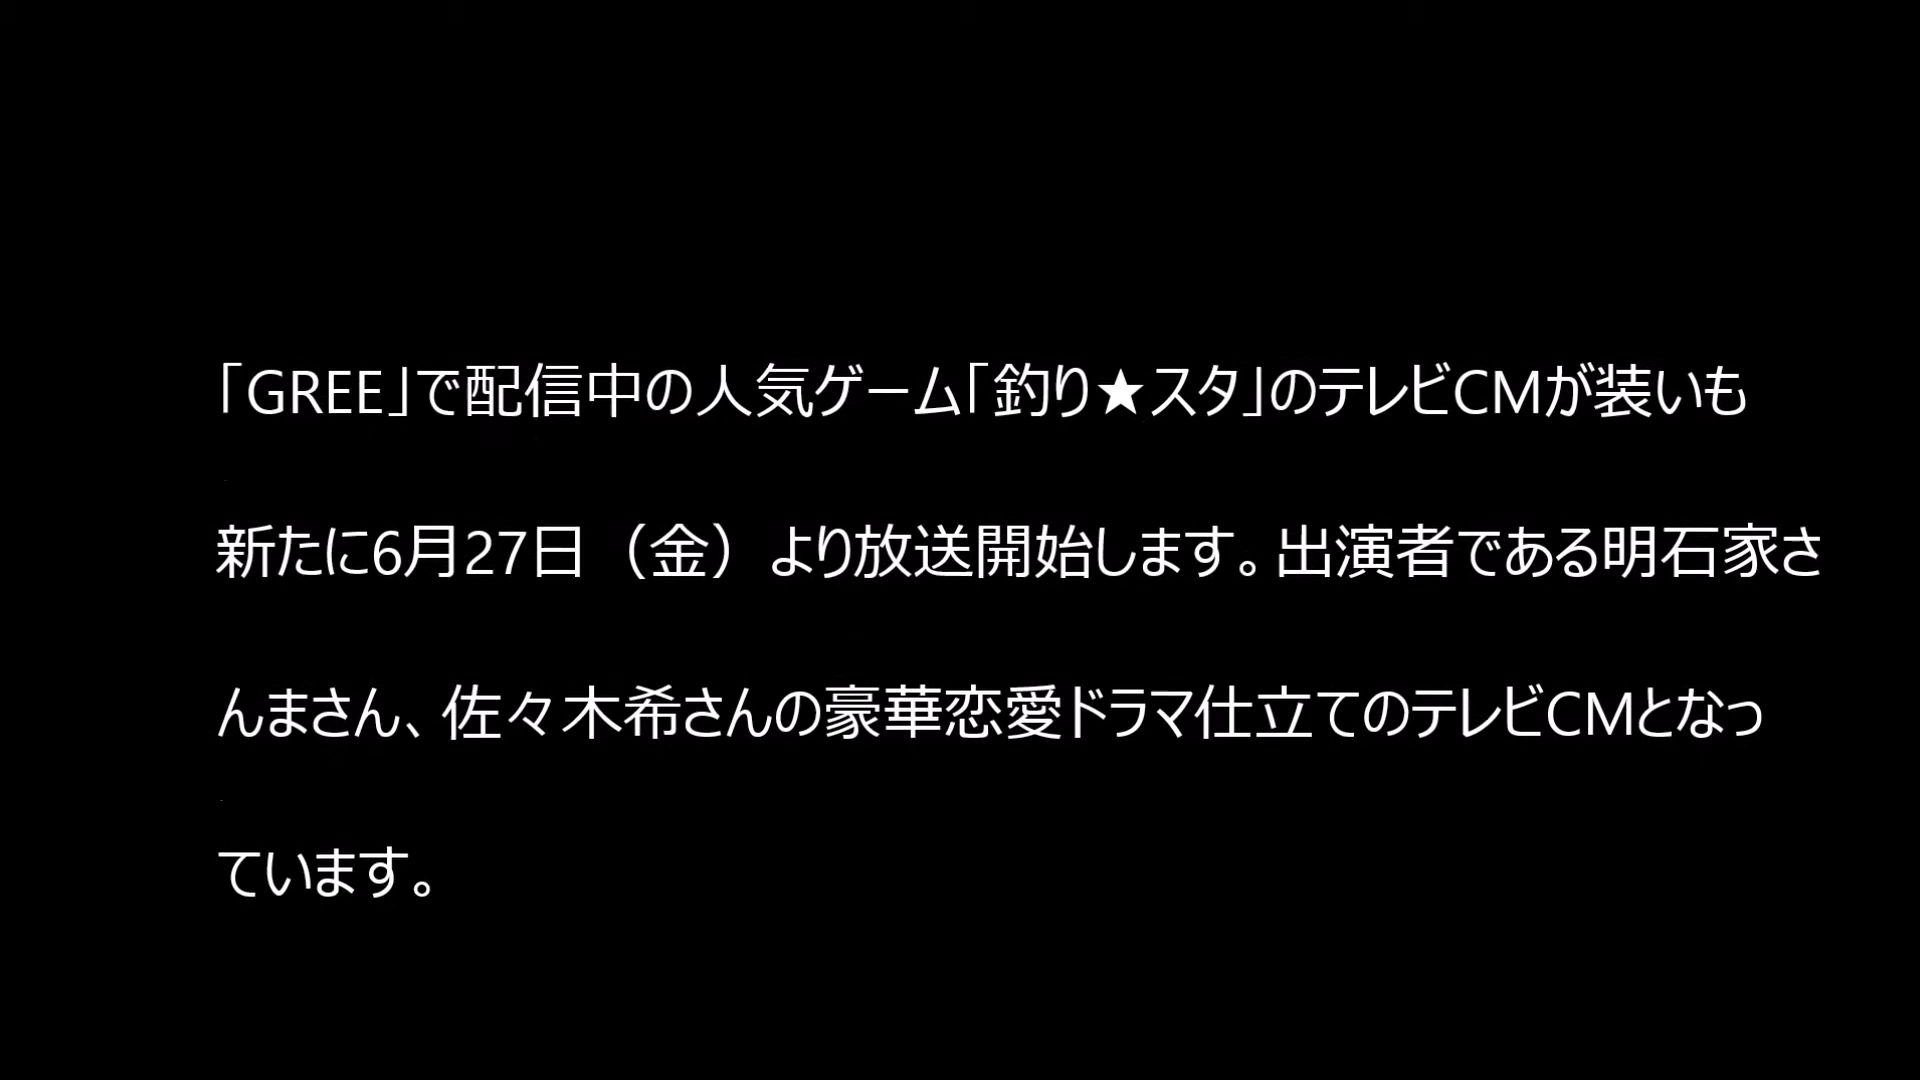 「GREE」で配信中の人気ゲーム「釣り★スタ」のテレビCMが装いも
新たに6月27日（金）より放送開始します。出演者である明石家さ
んまさん、佐々木希さんの豪華恋愛ドラマ仕立てのテレビCMとなっ
ています。